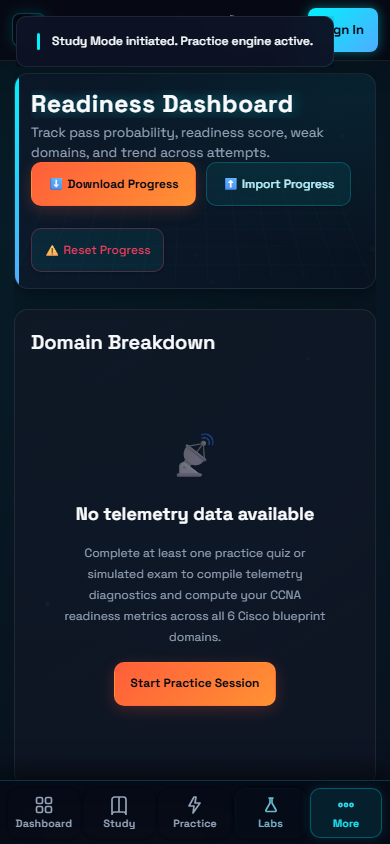 Study Mode initiated. Practice engine active.
gn In
Readiness Dashboard
Track pass probability, readiness score, weak
domains, and trend across attempts.
⬇️ Download Progress
⬆️ Import Progress
⚠️ Reset Progress
Domain Breakdown
No telemetry data available
Complete at least one practice quiz or
simulated exam to compile telemetry
diagnostics and compute your CCNA
readiness metrics across all 6 Cisco blueprint
domains.
Start Practice Session
Dashboard
Study
Practice
Labs
More